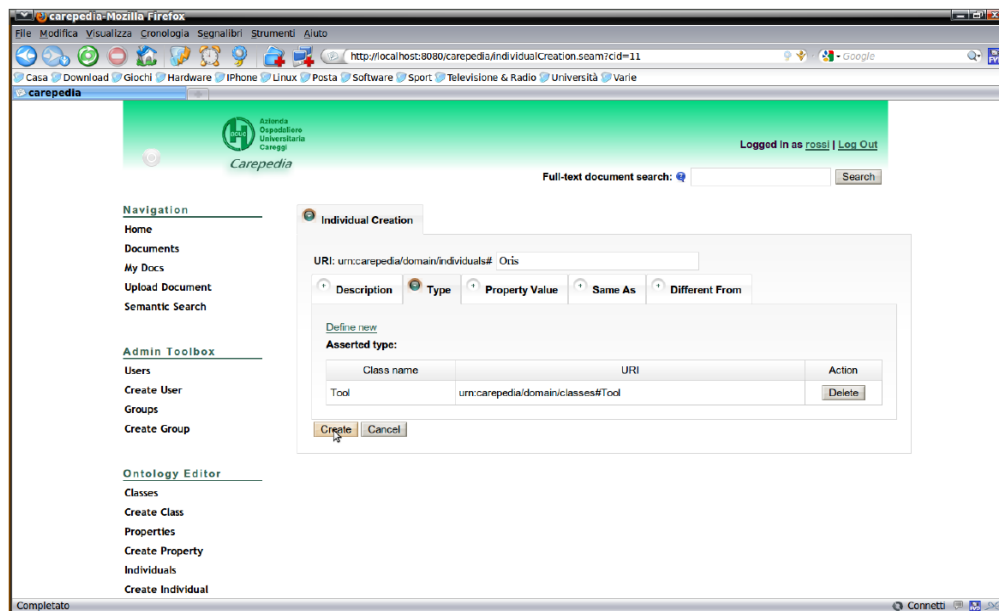 carepedia-Mozilla Firefox
File Modifica Visualizza Cronologia Segnalibri Strumenti Aiuto
http://localhost:8080/carepedia/individualCreation.seam?cid=11
Google
Casa Download Giochi Hardware IPhone Linux Posta Software Sport Televisione & Radio Università Varie
carepedia
Azienda
Ospedaliero
Universitaria
Careggi
Carepedia
Logged in as rossi | Log Out
Full-text document search: Search
Navigation
Home
Documents
My Docs
Upload Document
Semantic Search
Admin Toolbox
Users
Create User
Groups
Create Group
Ontology Editor
Classes
Create Class
Properties
Create Property
Individuals
Create Individual
Individual Creation
URI: urn:carepedia/domain/individuals# Oris
Description Type Property Value Same As Different From
Define new
Asserted type:
Class name URI Action
Tool urn:carepedia/domain/classes#Tool Delete
Create Cancel
Completato Connetti